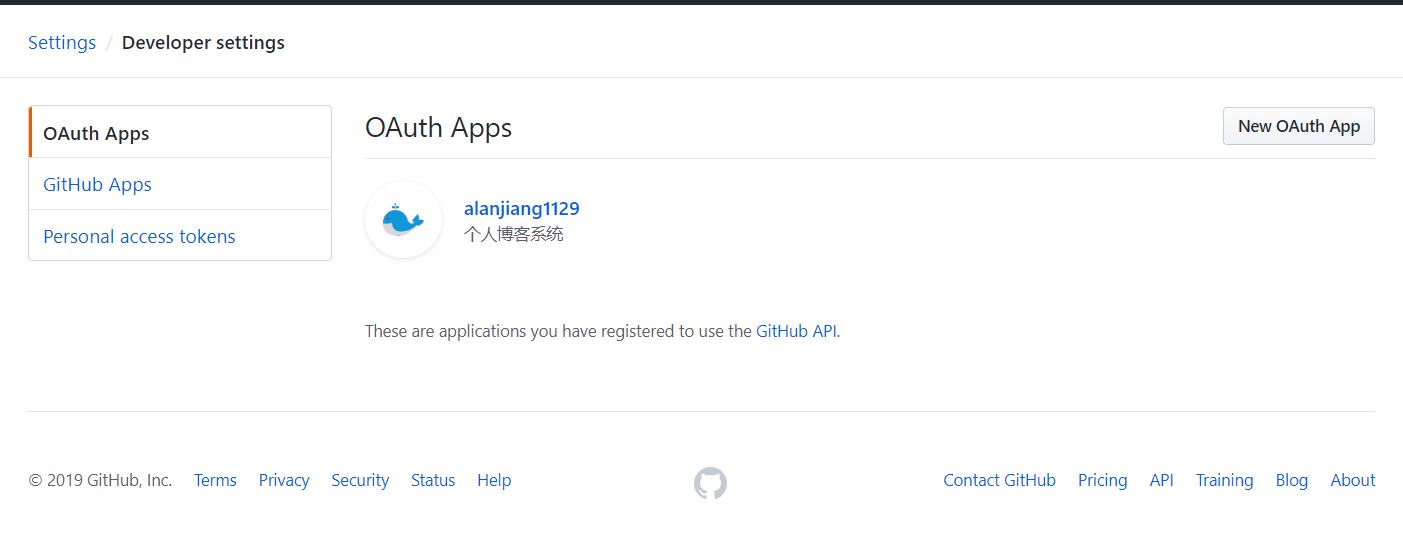 Settings / Developer settings
OAuth Apps
GitHub Apps
Personal access tokens
OAuth Apps
New OAuth App
alanjiang1129
个人博客系统
These are applications you have registered to use the GitHub API.
© 2019 GitHub, Inc. Terms Privacy Security Status Help Contact GitHub Pricing API Training Blog About